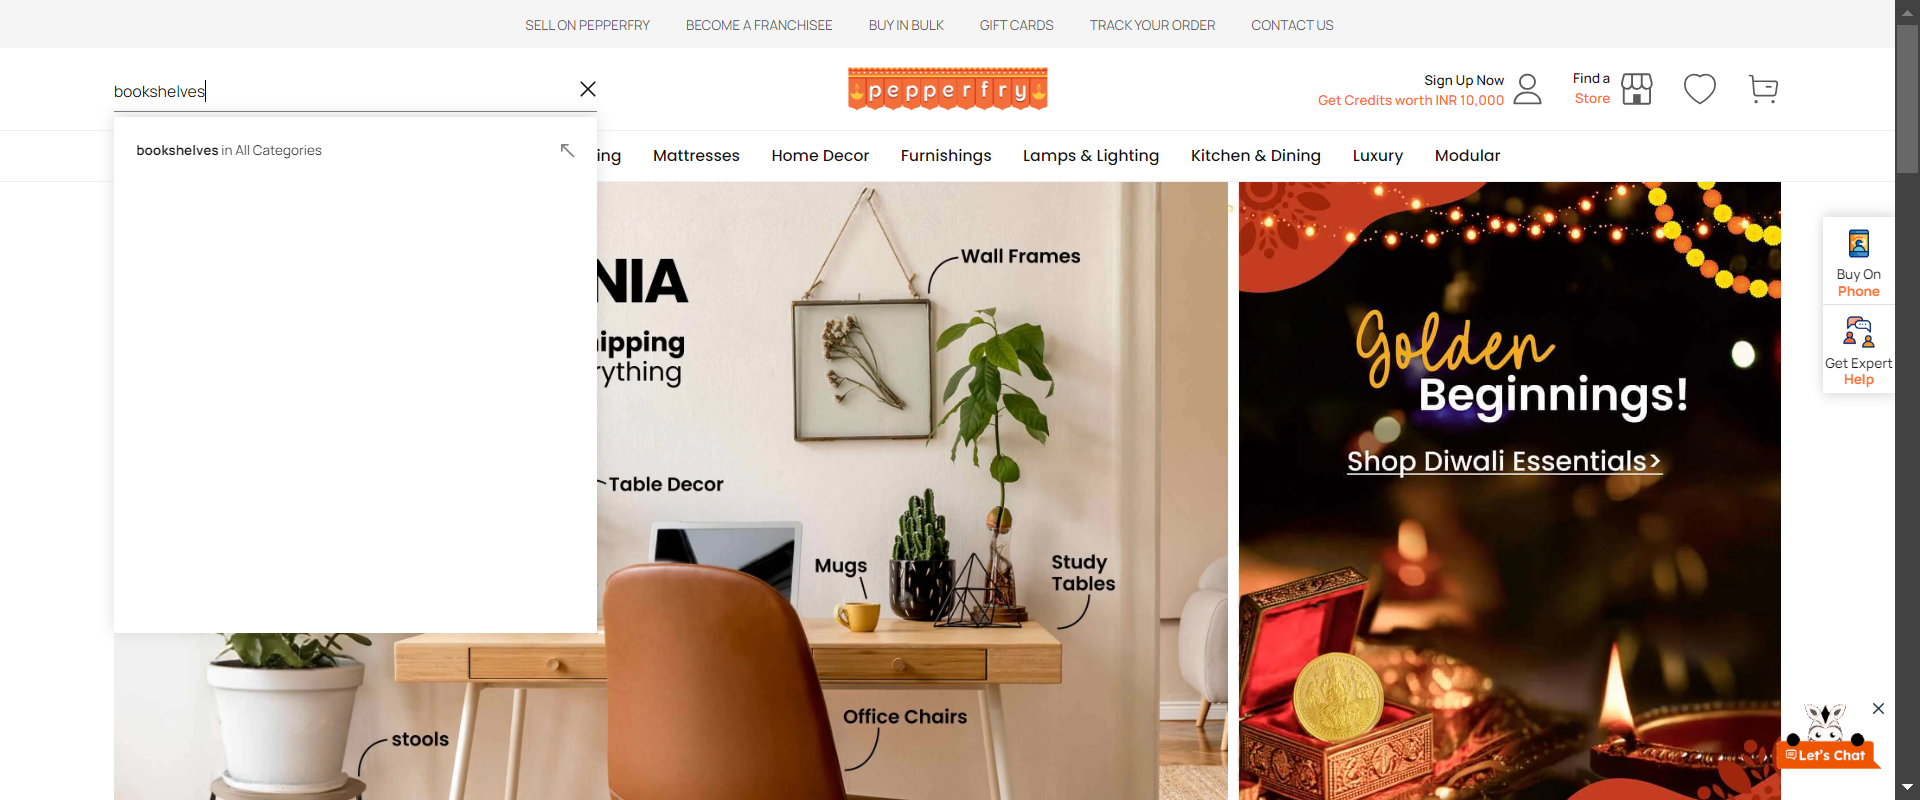 SELL ON PEPPERFRY BECOME A FRANCHISEE BUY IN BULK GIFT CARDS TRACK YOUR ORDER CONTACT US
bookshelves
pepperfry
Sign Up Now
Get Credits worth INR 10,000
Find a
Store
bookshelves in All Categories
ing Mattresses Home Decor Furnishings Lamps & Lighting Kitchen & Dining Luxury Modular
NIA
ipping
rything
Wall Frames
Table Decor
Mugs
Study
Tables
Office Chairs
stools
Golden
Beginnings!
Shop Diwali Essentials>
Buy On
Phone
Get Expert
Help
Let's Chat